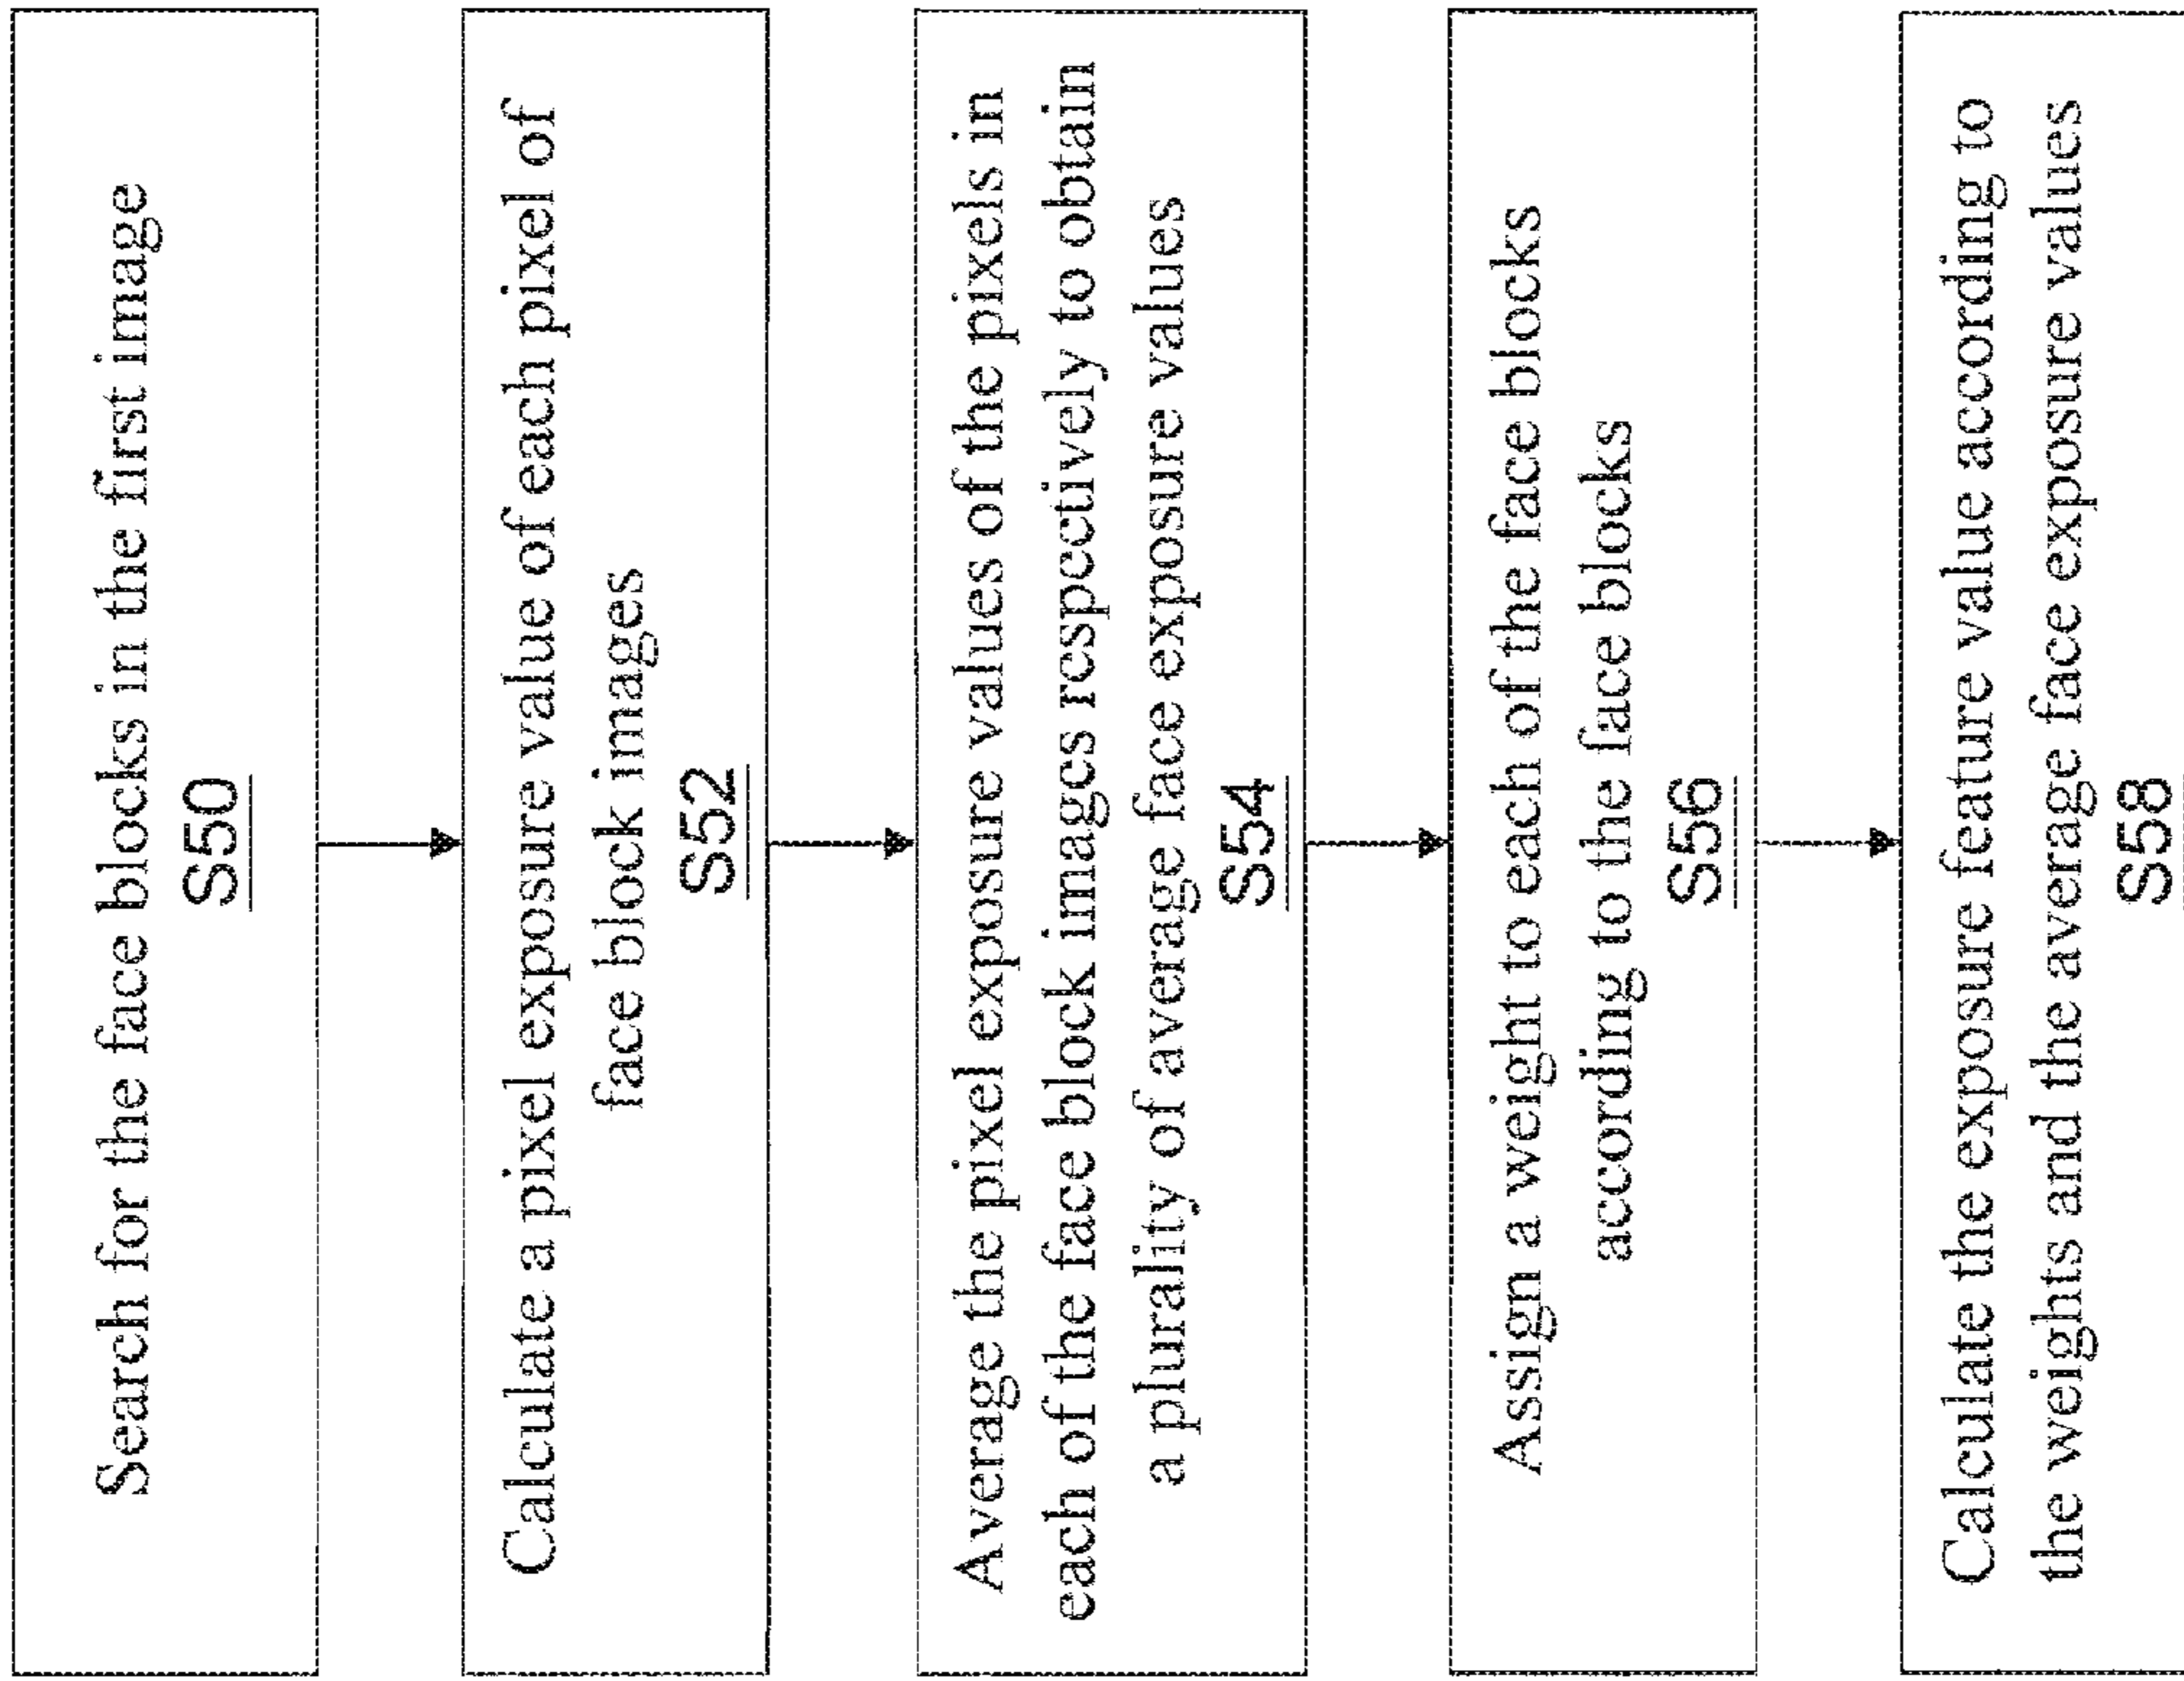 Search for the face blocks in the first image
S50
Calculate a pixel exposure value of each pixel of
face block images
S52
Average the pixel exposure values of the pixels in
each of the face block images respectively to obtain
a plurality of average face exposure values
S54
Assign a weight to each of the face blocks
according to the face blocks
S56
Calculate the exposure feature value according to
the weights and the average face exposure values
S58